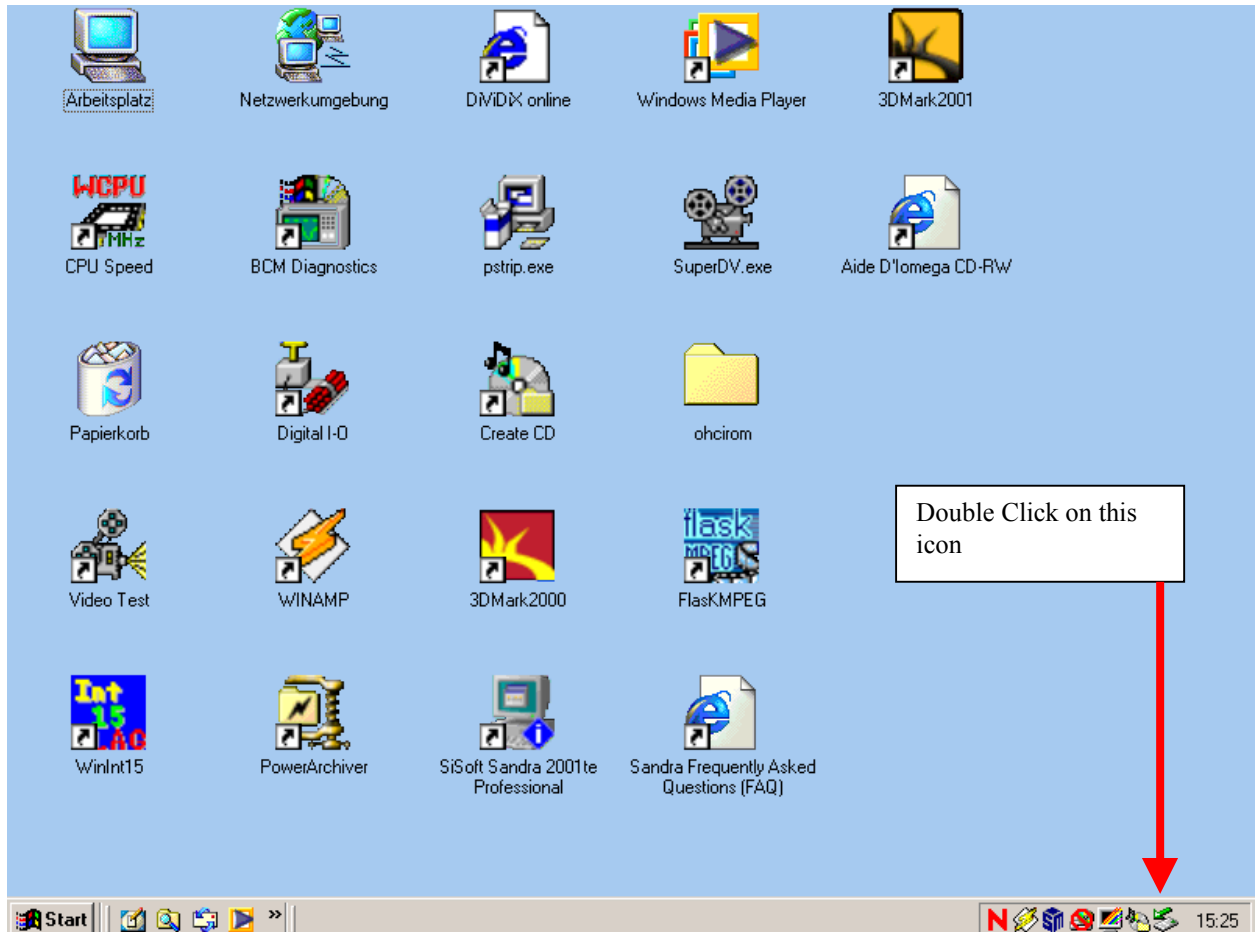 Arbeitsplatz
Netzwerkumgebung
DiViDiX online
Windows Media Player
3DMark2001
WCPU
MHz
CPU Speed
BCM Diagnostics
pstrip.exe
SuperDV.exe
Aide D'Iomega CD-RW
Papierkorb
Digital I-O
Create CD
ohcirom
Double Click on this
icon
flask
MPEG
Video Test
WINAMP
3DMark2000
FlasKMPEG
Int
15
WinInt15
PowerArchiver
SiSoft Sandra 2001te
Professional
Sandra Frequently Asked
Questions (FAQ)
Start
»
N
15:25